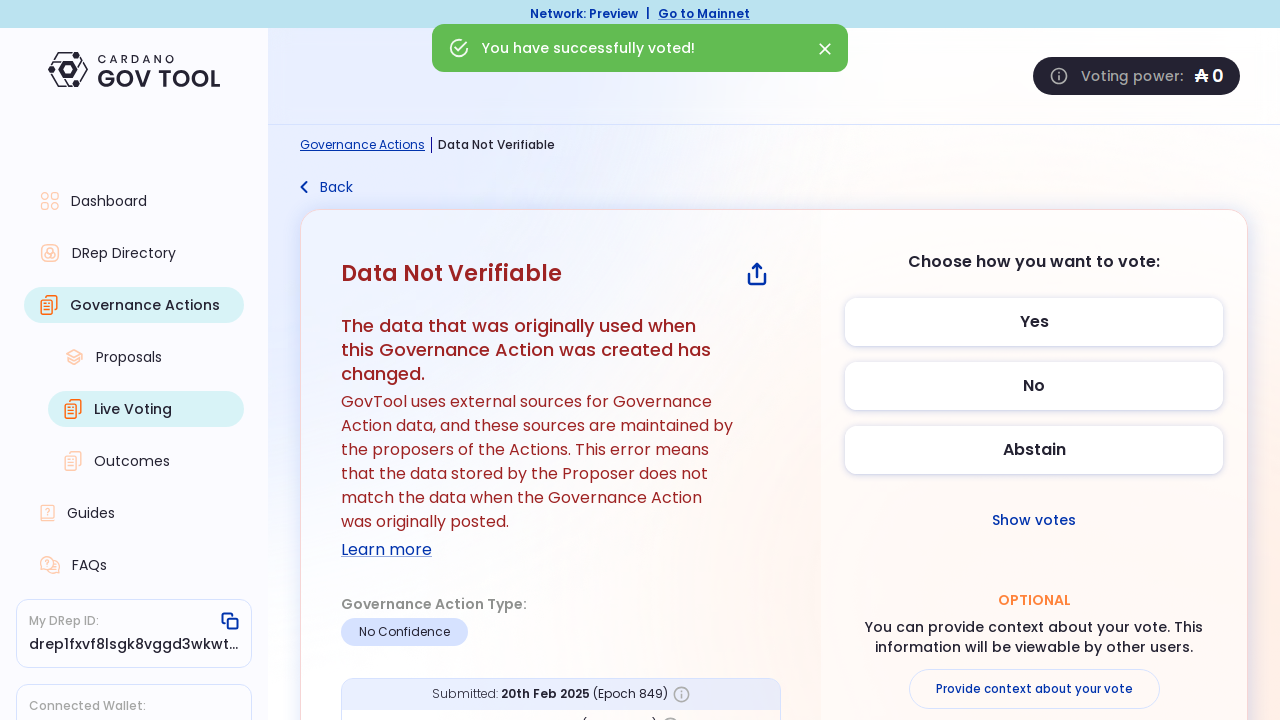 Network: Preview | Go to Mainnet
You have successfully voted!
CARDANO
GOV TOOL
Voting power: ₳ 0
Governance Actions | Data Not Verifiable
Back
Dashboard
DRep Directory
Governance Actions
Proposals
Live Voting
Outcomes
Guides
FAQs
My DRep ID:
drep1fxvf8lsgk8vggd3wkwt...
Connected Wallet:
Data Not Verifiable
The data that was originally used when
this Governance Action was created has
changed.
GovTool uses external sources for Governance
Action data, and these sources are maintained by
the proposers of the Actions. This error means
that the data stored by the Proposer does not
match the data when the Governance Action
was originally posted.
Learn more
Governance Action Type:
No Confidence
Submitted: 20th Feb 2025 (Epoch 849)
Choose how you want to vote:
Yes
No
Abstain
Show votes
OPTIONAL
You can provide context about your vote. This
information will be viewable by other users.
Provide context about your vote